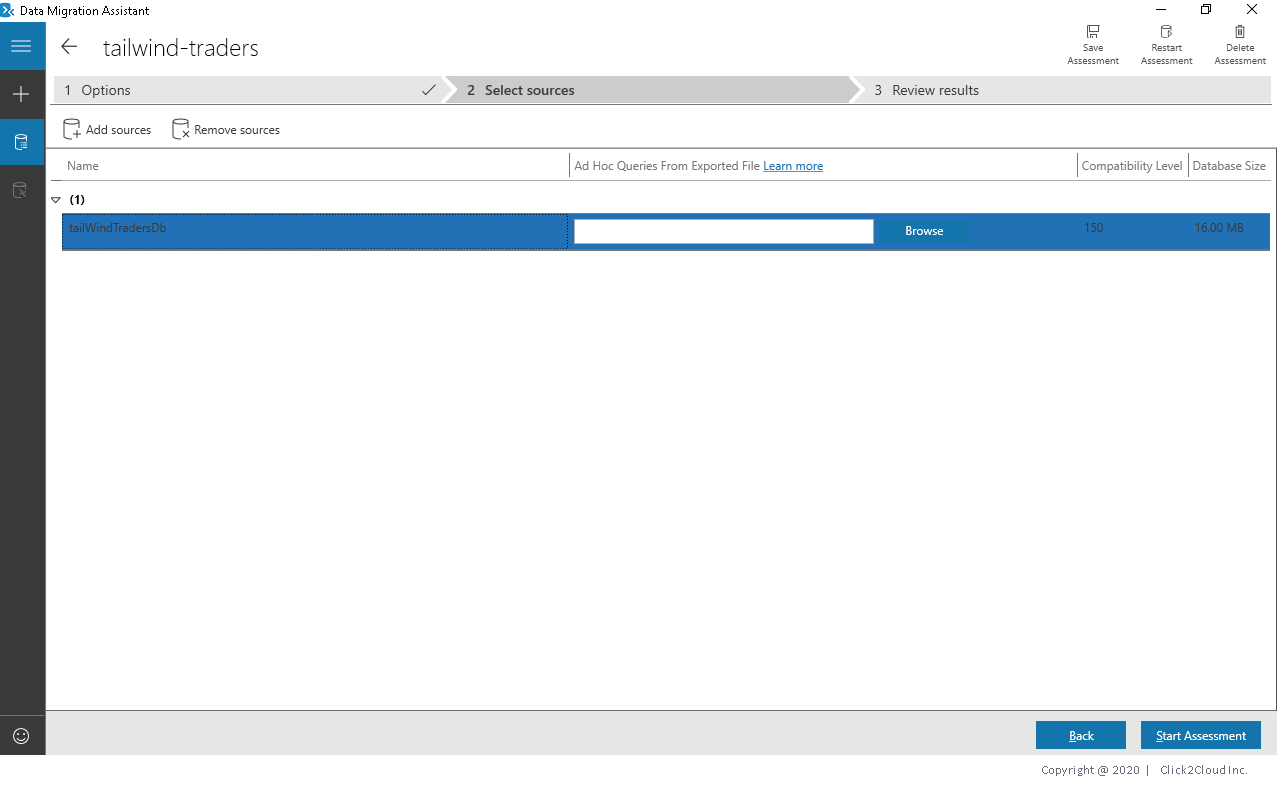 Data Migration Assistant
tailwind-traders
Save Assessment
Restart Assessment
Delete Assessment
1 Options
2 Select sources
3 Review results
Add sources
Remove sources
Name
Ad Hoc Queries From Exported File Learn more
Compatibility Level
Database Size
(1)
tailWindTradersDb
Browse
150
16.00 MB
Back
Start Assessment
Copyright @ 2020 | Click2Cloud Inc.